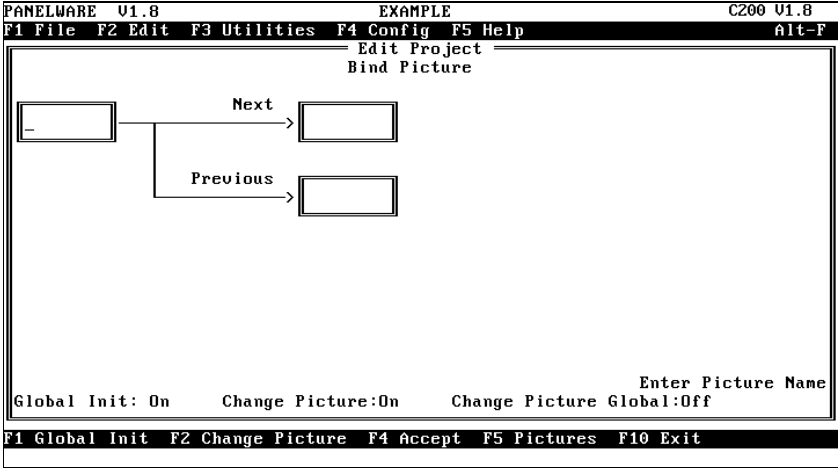 PANELWARE V1.8 EXAMPLE C200 V1.8
F1 File F2 Edit F3 Utilities F4 Config F5 Help Alt-F
Edit Project
Bind Picture
Next
Previous
Enter Picture Name
Global Init: On Change Picture:On Change Picture Global:Off
F1 Global Init F2 Change Picture F4 Accept F5 Pictures F10 Exit